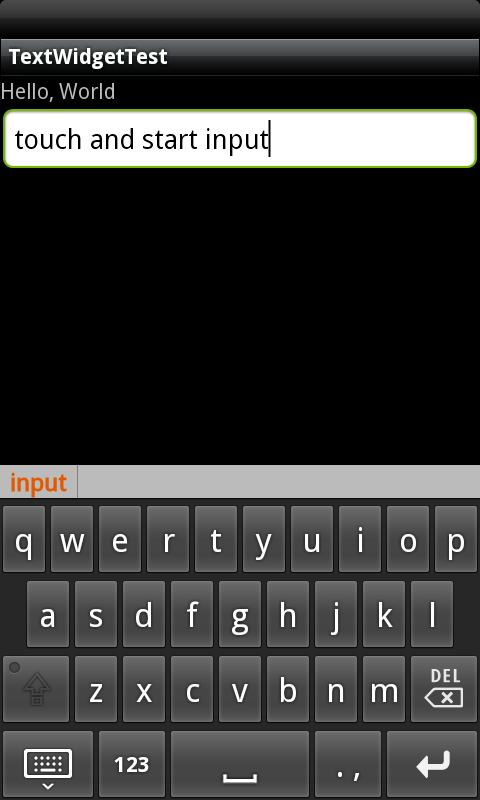 TextWidgetTest
Hello, World
touch and start input
input
q w e r t y u i o p
a s d f g h j k l
z x c v b n m DEL
123 . ,